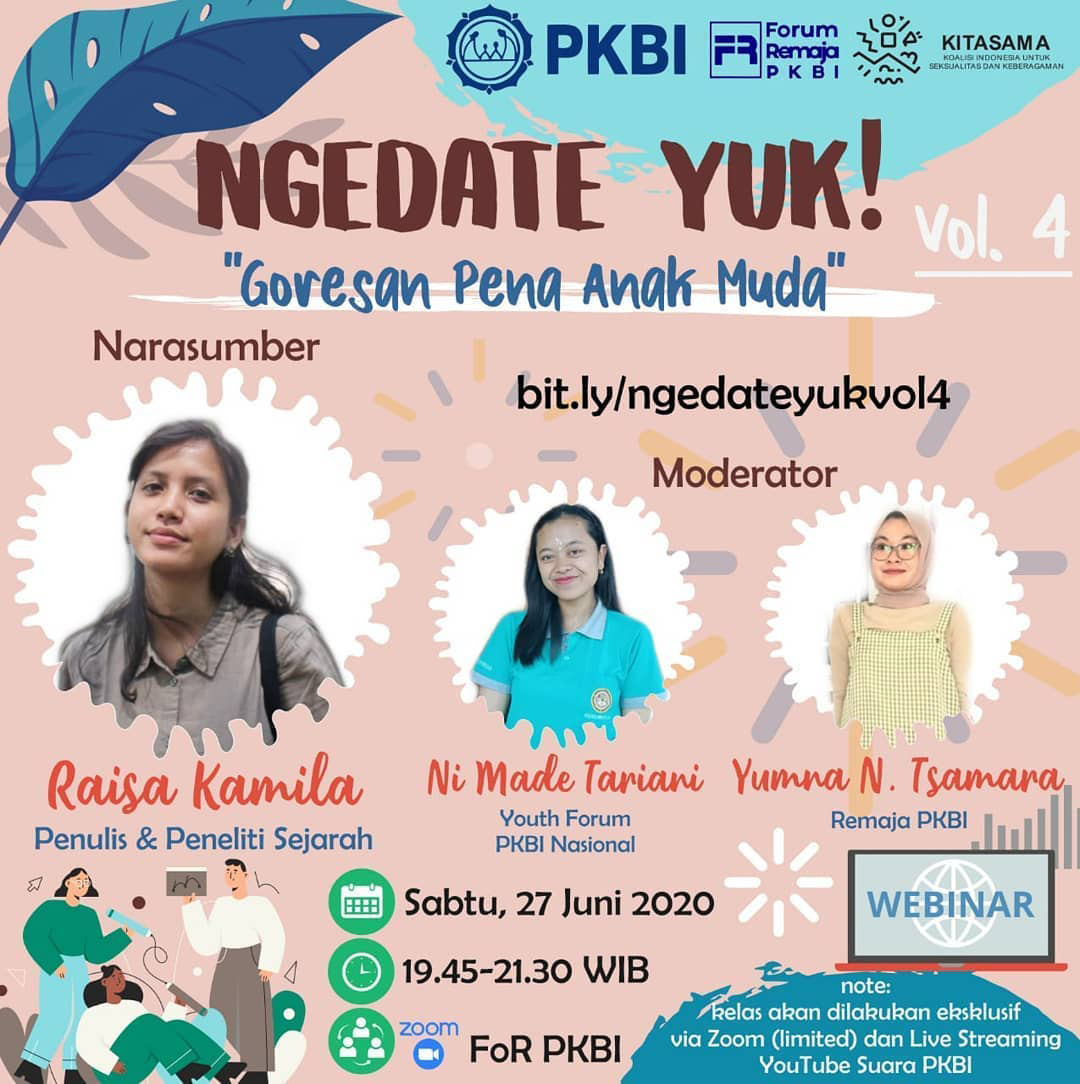 PKBI
FR
Forum
Remaja
PKBI
KITASAMA
KOALISI INDONESIA UNTUK
SEKSUALITAS DAN KEBERAGAMAN
NGEDATE YUK!
Vol. 4
"Goresan Pena Anak Muda"
Narasumber
bit.ly/ngedateyukvol4
Moderator
Raisa Kamila
Penulis & Peneliti Sejarah
Ni Made Tariani
Youth Forum
PKBI Nasional
Yumna N. Tsamara
Remaja PKBI
Sabtu, 27 Juni 2020
19.45-21.30 WIB
zoom
FoR PKBI
WEBINAR
note:
kelas akan dilakukan eksklusif
via Zoom (limited) dan Live Streaming
YouTube Suara PKBI